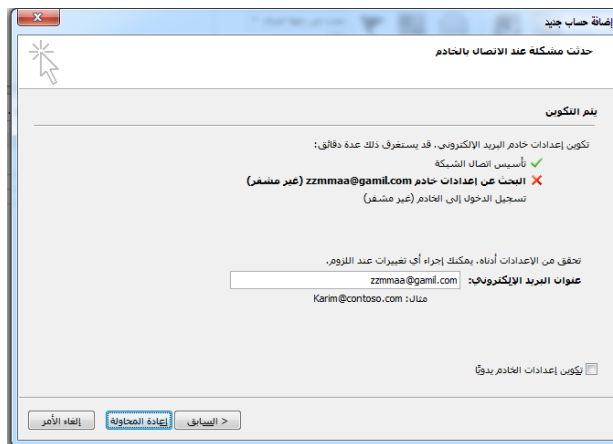 إضافة حساب جديد
حدثت مشكلة عند الاتصال بالخادم
يتم التكوين
تكوين إعدادات خادم البريد الإلكتروني. قد يستغرق ذلك عدة دقائق:
تأسيس اتصال الشبكة
البحث عن إعدادات خادم zzmmaa@gamil.com (غير مشفر)
تسجيل الدخول إلى الخادم (غير مشفر)
تحقق من الإعدادات أدناه. يمكنك إجراء أي تغييرات عند اللزوم.
عنوان البريد الإليكتروني: zzmmaa@gamil.com
مثال: Karim@contoso.com
تكوين إعدادات الخادم يدويًا
< السابق
إعادة المحاولة
إلغاء الأمر